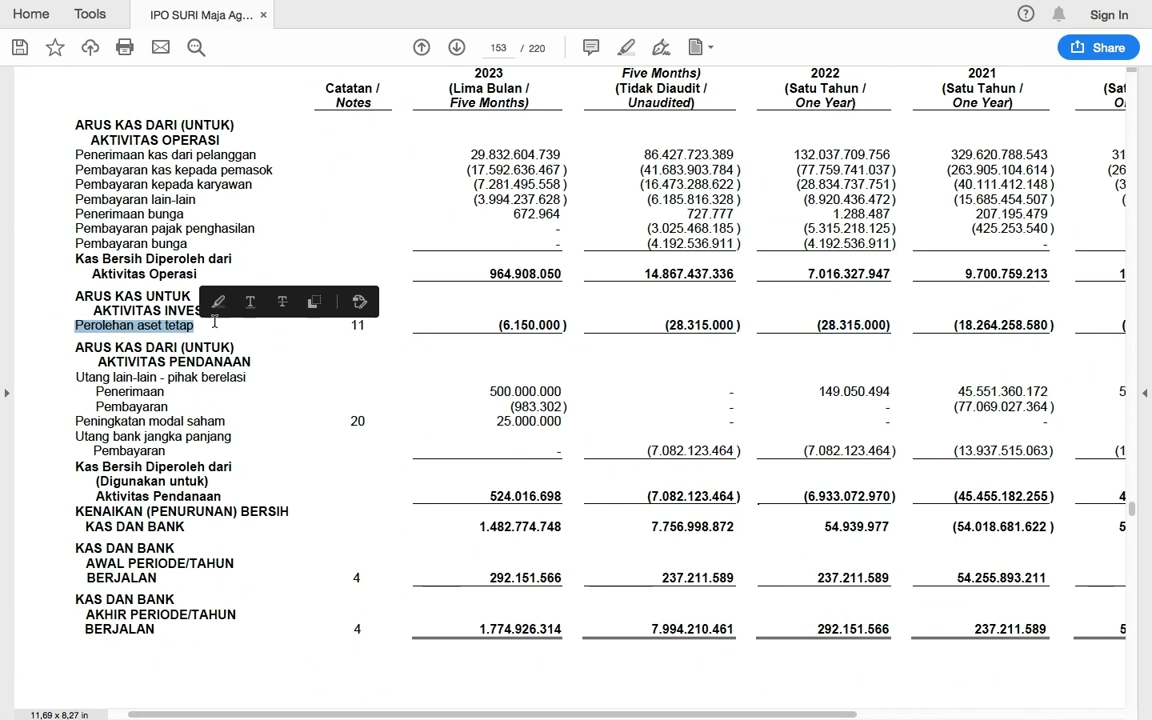 Home Tools IPO SURI Maja Ag... ×
? Sign In
153 / 220 Share
Catatan / Notes
2023 (Lima Bulan / Five Months)
Five Months) (Tidak Diaudit / Unaudited)
2022 (Satu Tahun / One Year)
2021 (Satu Tahun / One Year)
ARUS KAS DARI (UNTUK)
AKTIVITAS OPERASI
Penerimaan kas dari pelanggan 29.832.604.739 86.427.723.389 132.037.709.756 329.620.788.543 31
Pembayaran kas kepada pemasok (17.592.636.467) (41.683.903.784) (77.759.741.037) (263.905.104.614) (26
Pembayaran kepada karyawan (7.281.495.558) (16.473.288.622) (28.834.737.751) (40.111.412.148) (3
Pembayaran lain-lain (3.994.237.628) (6.185.816.328) (8.920.436.472) (15.685.454.507) (
Penerimaan bunga 672.964 727.777 1.288.487 207.195.479
Pembayaran pajak penghasilan - (3.025.468.185) (5.315.218.125) (425.253.540)
Pembayaran bunga - (4.192.536.911) (4.192.536.911) -
Kas Bersih Diperoleh dari
Aktivitas Operasi 964.908.050 14.867.437.336 7.016.327.947 9.700.759.213 1
ARUS KAS UNTUK
AKTIVITAS INVES
Perolehan aset tetap 11 (6.150.000) (28.315.000) (28.315.000) (18.264.258.580) (
ARUS KAS DARI (UNTUK)
AKTIVITAS PENDANAAN
Utang lain-lain - pihak berelasi
Penerimaan 500.000.000 - 149.050.494 45.551.360.172 5
Pembayaran (983.302) - - (77.069.027.364)
Peningkatan modal saham 20 25.000.000 - - -
Utang bank jangka panjang
Pembayaran - (7.082.123.464) (7.082.123.464) (13.937.515.063) (1
Kas Bersih Diperoleh dari
(Digunakan untuk)
Aktivitas Pendanaan 524.016.698 (7.082.123.464) (6.933.072.970) (45.455.182.255) 4
KENAIKAN (PENURUNAN) BERSIH
KAS DAN BANK 1.482.774.748 7.756.998.872 54.939.977 (54.018.681.622) 5
KAS DAN BANK
AWAL PERIODE/TAHUN
BERJALAN 4 292.151.566 237.211.589 237.211.589 54.255.893.211
KAS DAN BANK
AKHIR PERIODE/TAHUN
BERJALAN 4 1.774.926.314 7.994.210.461 292.151.566 237.211.589 5
11,69 x 8,27 in